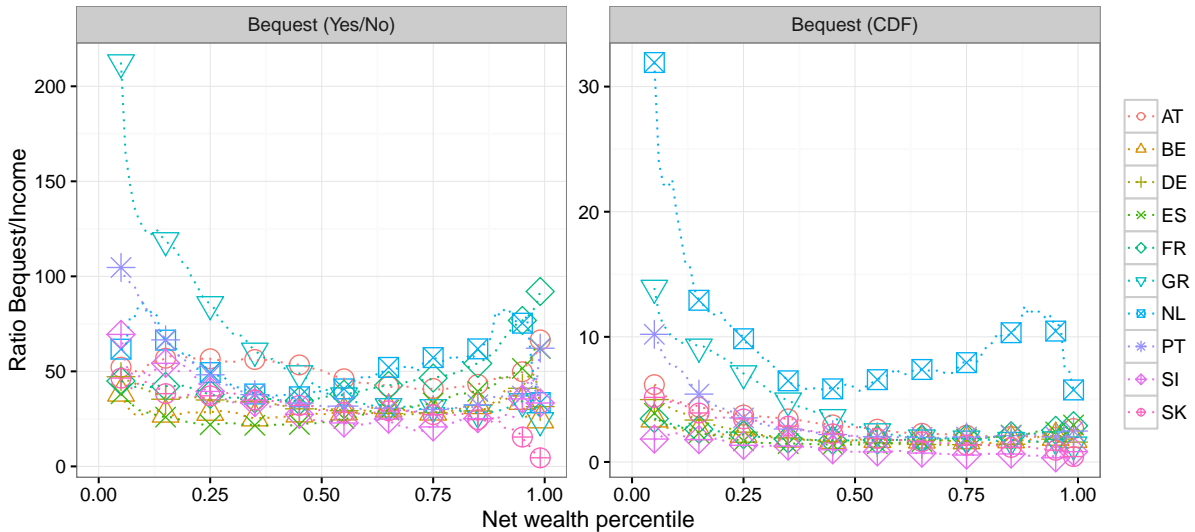 Bequest (Yes/No)
Bequest (CDF)
Ratio Bequest/Income
200
150
100
50
0
30
20
10
0
0.00 0.25 0.50 0.75 1.00
0.00 0.25 0.50 0.75 1.00
Net wealth percentile
AT
BE
DE
ES
FR
GR
NL
PT
SI
SK